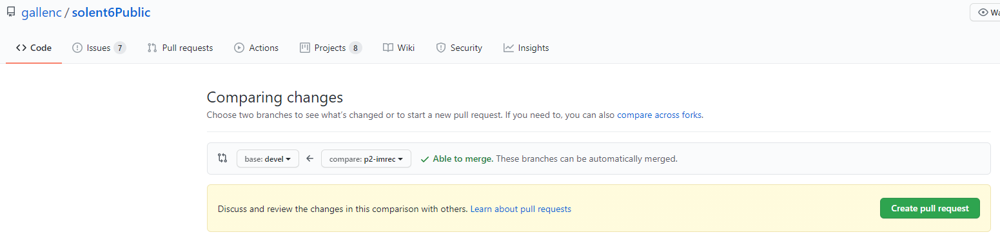 gallenc / solent6Public
Code Issues 7 Pull requests Actions Projects 8 Wiki Security Insights
Comparing changes
Choose two branches to see what's changed or to start a new pull request. If you need to, you can also compare across forks.
base: devel compare: p2-imrec Able to merge. These branches can be automatically merged.
Discuss and review the changes in this comparison with others. Learn about pull requests Create pull request